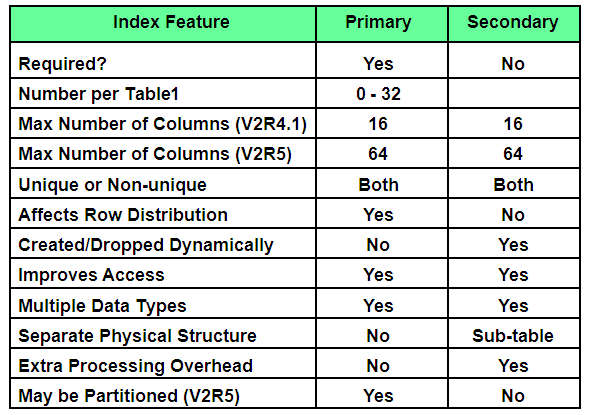 Index Feature Primary Secondary
Required? Yes No
Number per Table1 0 - 32
Max Number of Columns (V2R4.1) 16 16
Max Number of Columns (V2R5) 64 64
Unique or Non-unique Both Both
Affects Row Distribution Yes No
Created/Dropped Dynamically No Yes
Improves Access Yes Yes
Multiple Data Types Yes Yes
Separate Physical Structure No Sub-table
Extra Processing Overhead No Yes
May be Partitioned (V2R5) Yes No